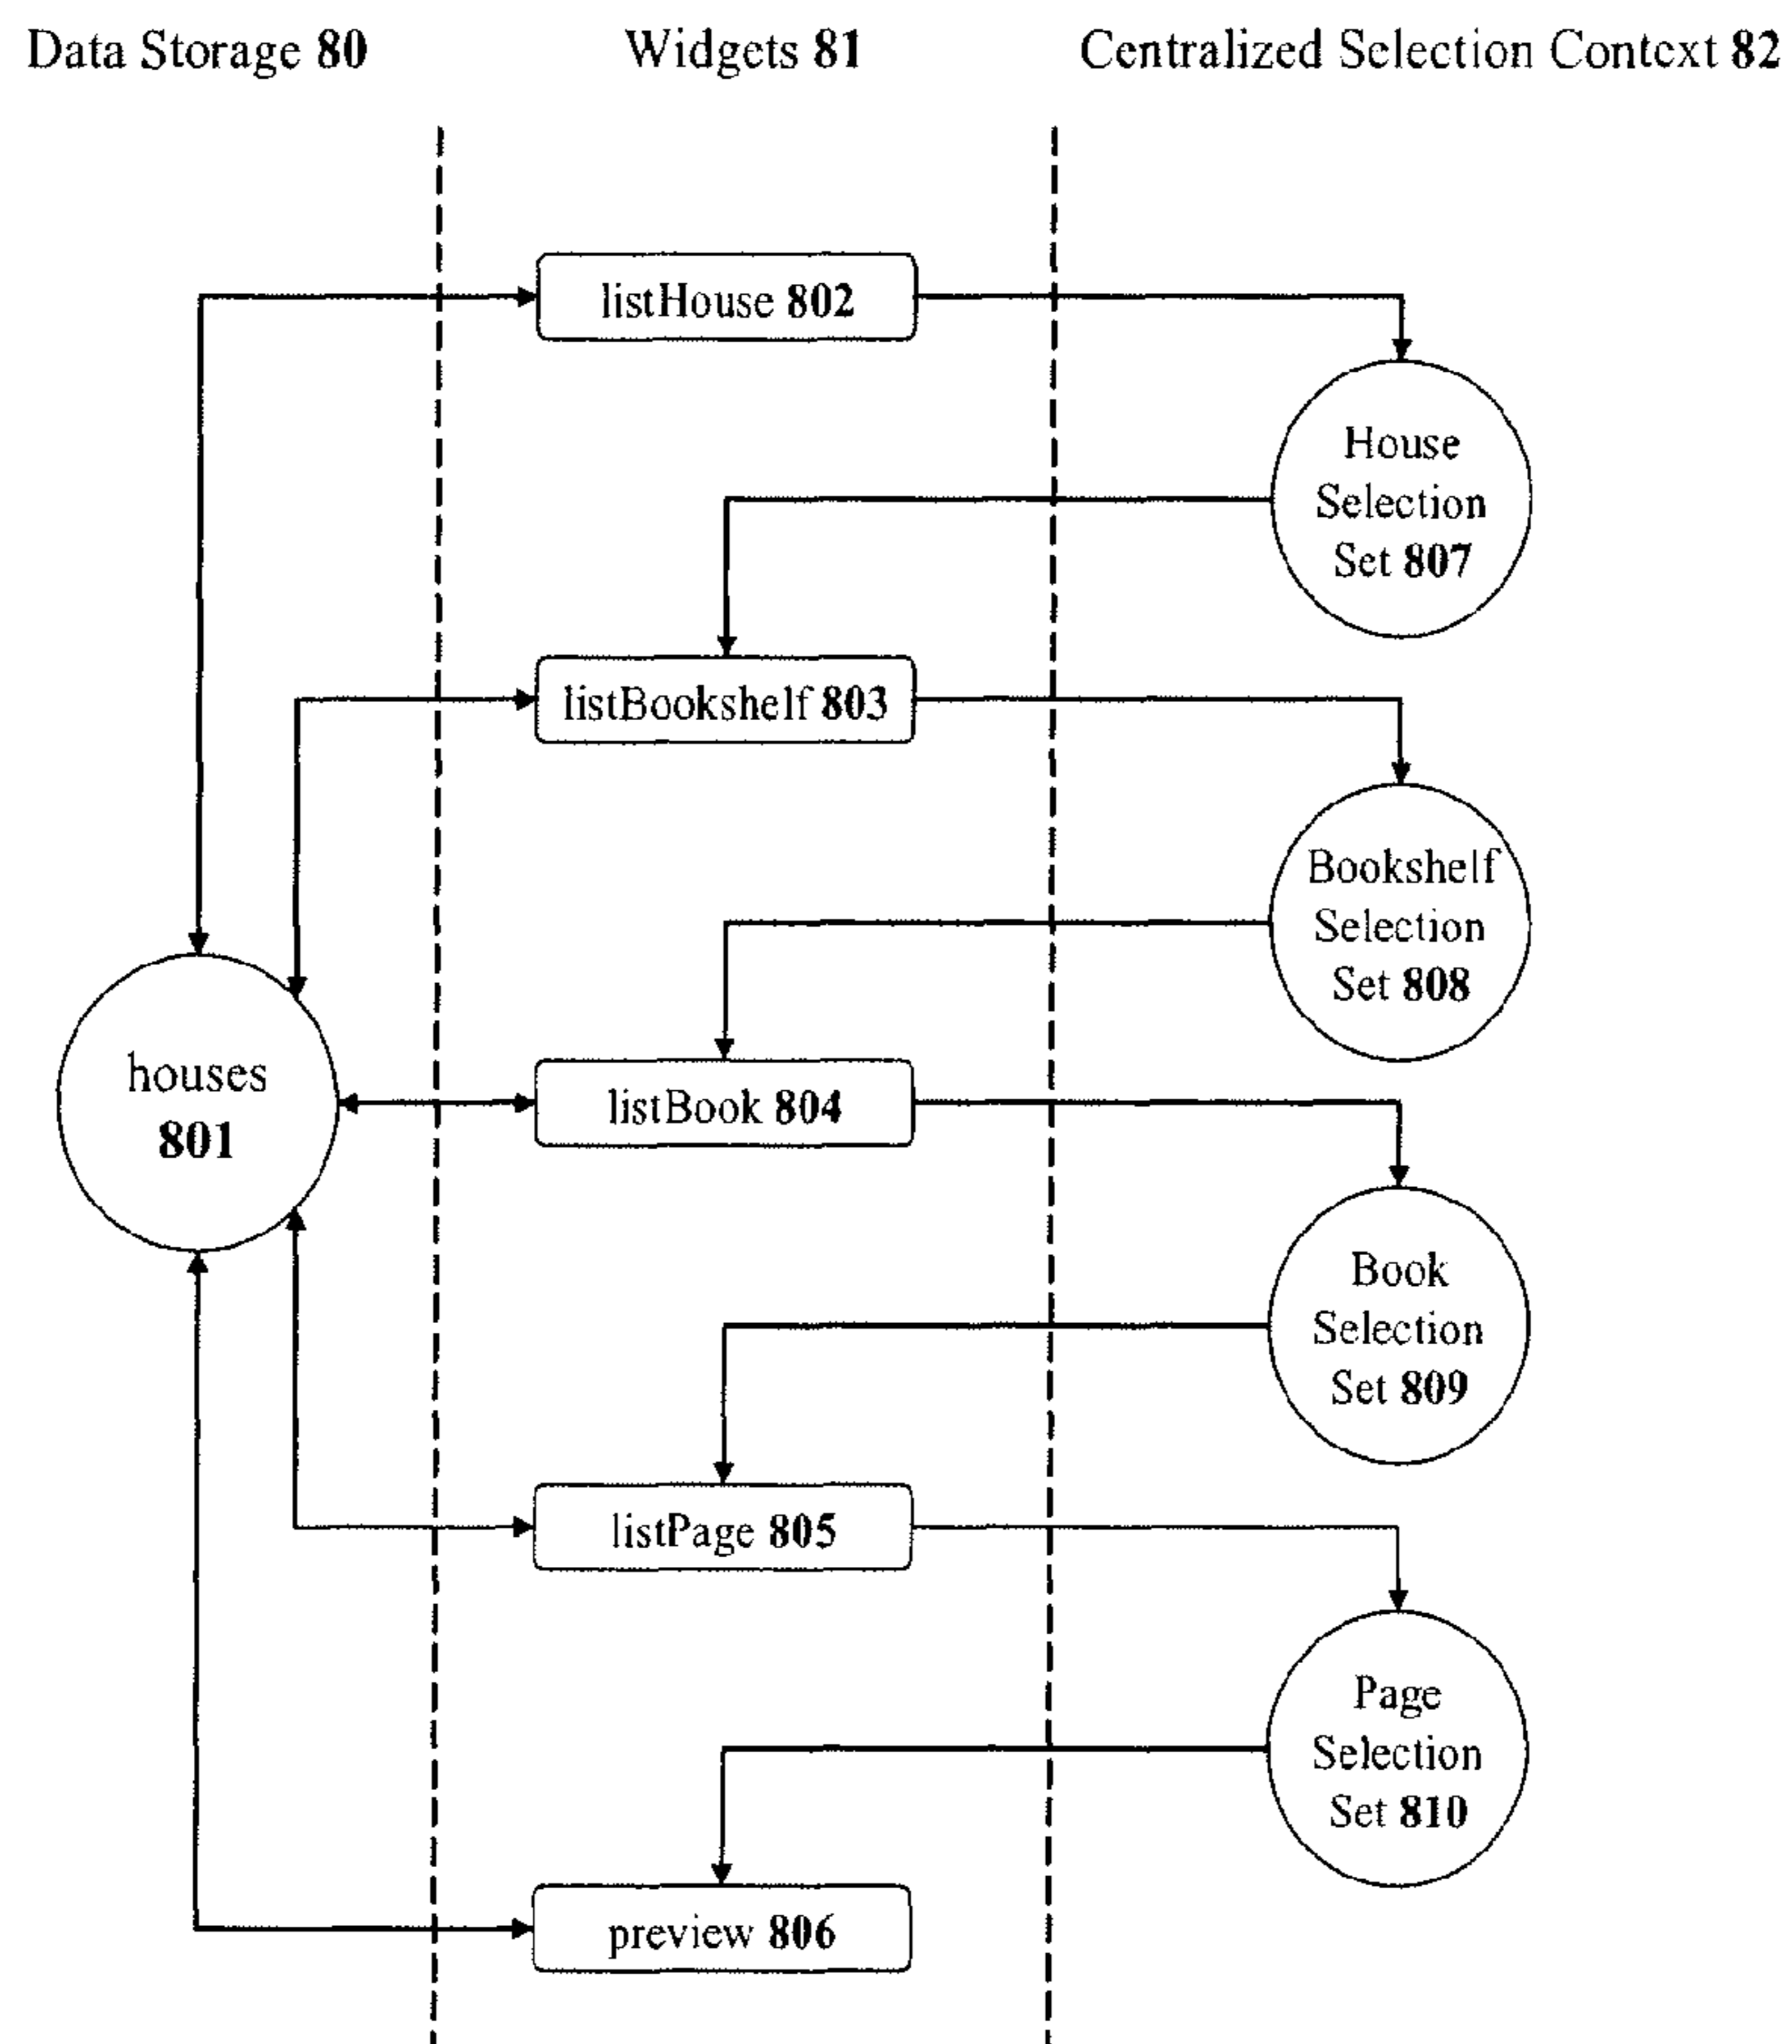 Data Storage 80
Widgets 81
Centralized Selection Context 82
listHouse 802
House
Selection
Set 807
listBookshelf 803
Bookshelf
Selection
Set 808
houses
801
listBook 804
Book
Selection
Set 809
listPage 805
Page
Selection
Set 810
preview 806